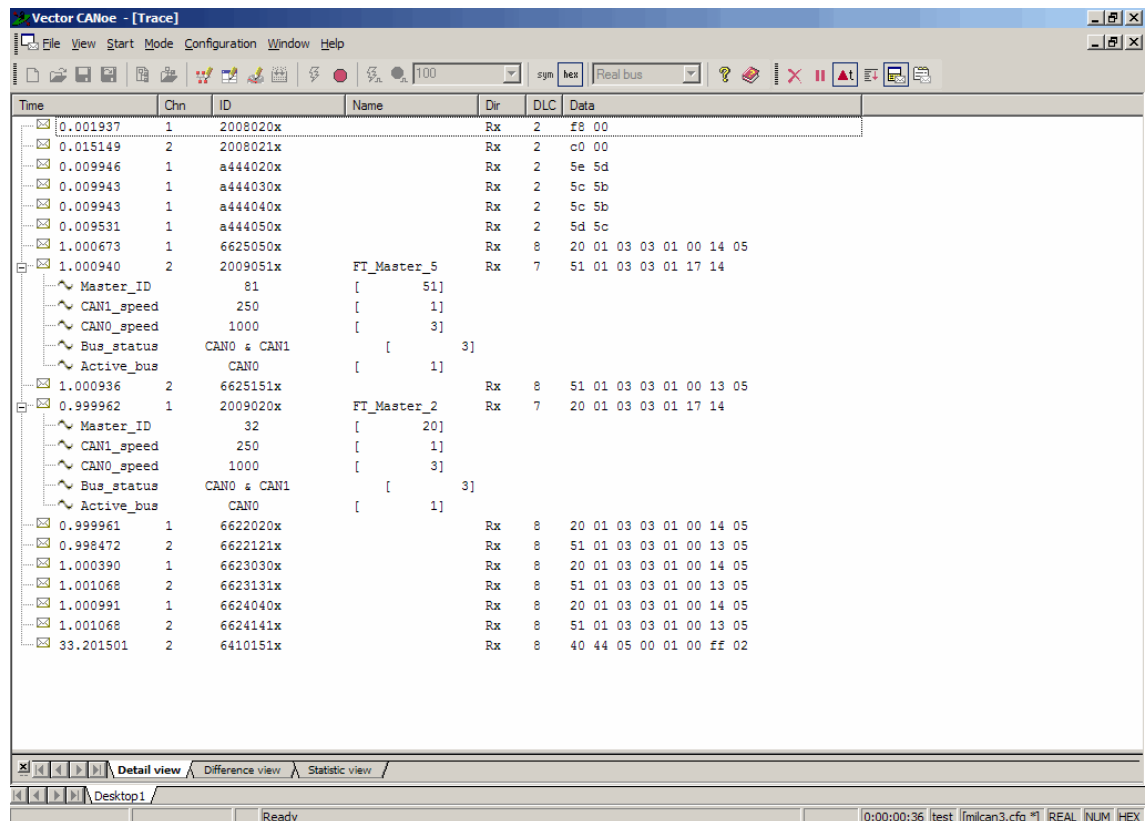 Vector CANoe - [Trace]
File View Start Mode Configuration Window Help
100 sym hex Real bus
Time Chn ID Name Dir DLC Data
0.001937 1 2008020x Rx 2 f8 00
0.015149 2 2008021x Rx 2 c0 00
0.009946 1 a444020x Rx 2 5e 5d
0.009943 1 a444030x Rx 2 5c 5b
0.009943 1 a444040x Rx 2 5c 5b
0.009531 1 a444050x Rx 2 5d 5c
1.000673 1 6625050x Rx 8 20 01 03 03 01 00 14 05
1.000940 2 2009051x FT_Master_5 Rx 7 51 01 03 03 01 17 14
Master_ID 81 [ 51]
CAN1_speed 250 [ 1]
CAN0_speed 1000 [ 3]
Bus_status CAN0 & CAN1 [ 3]
Active_bus CAN0 [ 1]
1.000936 2 6625151x Rx 8 51 01 03 03 01 00 13 05
0.999962 1 2009020x FT_Master_2 Rx 7 20 01 03 03 01 17 14
Master_ID 32 [ 20]
CAN1_speed 250 [ 1]
CAN0_speed 1000 [ 3]
Bus_status CAN0 & CAN1 [ 3]
Active_bus CAN0 [ 1]
0.999961 1 6622020x Rx 8 20 01 03 03 01 00 14 05
0.998472 2 6622121x Rx 8 51 01 03 03 01 00 13 05
1.000390 1 6623030x Rx 8 20 01 03 03 01 00 14 05
1.001068 2 6623131x Rx 8 51 01 03 03 01 00 13 05
1.000991 1 6624040x Rx 8 20 01 03 03 01 00 14 05
1.001068 2 6624141x Rx 8 51 01 03 03 01 00 13 05
33.201501 2 6410151x Rx 8 40 44 05 00 01 00 ff 02
Detail view Difference view Statistic view
Desktop1
Ready 0:00:00:36 test [milcan3.cfg *] REAL NUM HEX